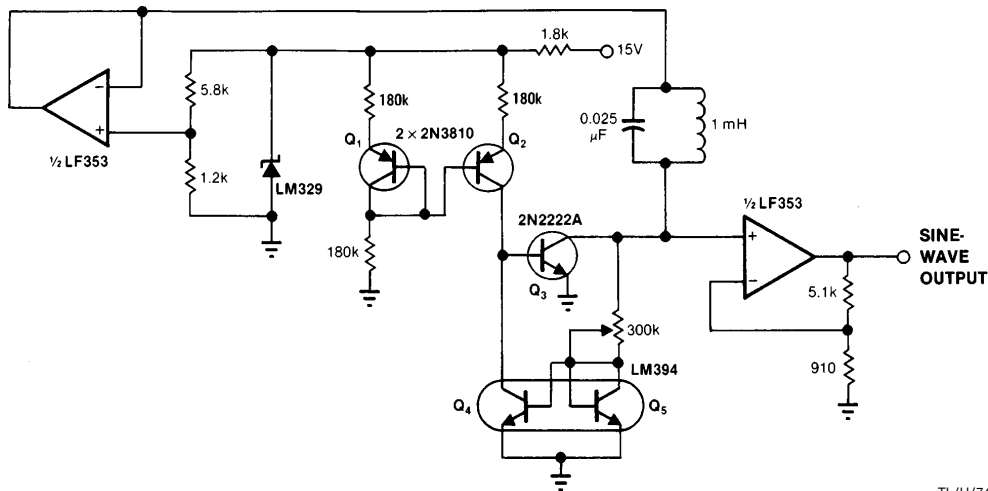 1.8k
15V
5.8k
180k
180k
0.025
µF
1 mH
Q1
2 × 2N3810
Q2
½ LF353
1.2k
LM329
½ LF353
2N2222A
SINE-
WAVE
OUTPUT
180k
Q3
5.1k
300k
910
LM394
Q4
Q5